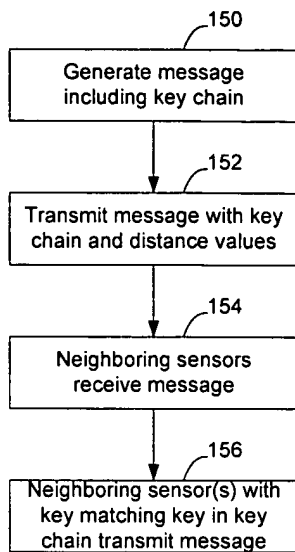 150
Generate message
including key chain
152
Transmit message with key
chain and distance values
154
Neighboring sensors
receive message
156
Neighboring sensor(s) with
key matching key in key
chain transmit message